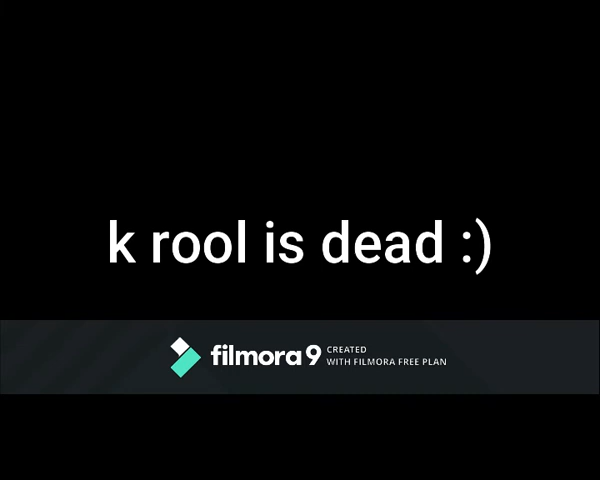 k rool is dead :)
filmora 9 CREATED
WITH FILMORA FREE PLAN